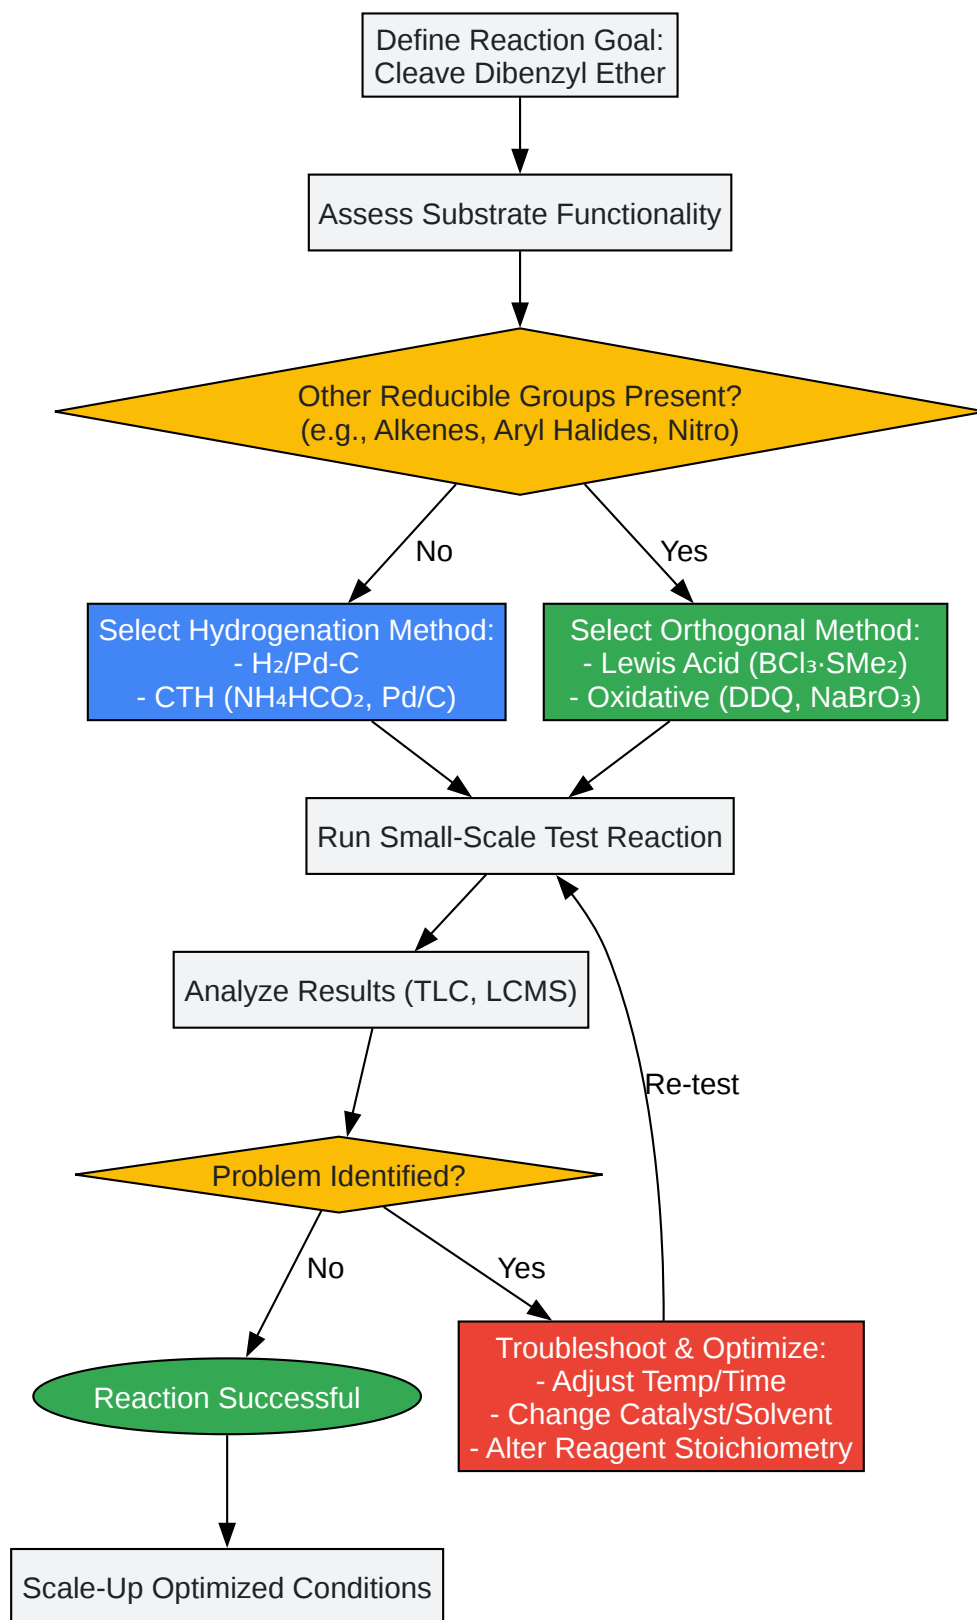 Define Reaction Goal:
Cleave Dibenzyl Ether
Assess Substrate Functionality
Other Reducible Groups Present?
(e.g., Alkenes, Aryl Halides, Nitro)
No
Yes
Select Hydrogenation Method:
- H₂/Pd-C
- CTH (NH₄HCO₂, Pd/C)
Select Orthogonal Method:
- Lewis Acid (BCl₃·SMe₂)
- Oxidative (DDQ, NaBrO₃)
Run Small-Scale Test Reaction
Analyze Results (TLC, LCMS)
Re-test
Problem Identified?
No
Yes
Reaction Successful
Troubleshoot & Optimize:
- Adjust Temp/Time
- Change Catalyst/Solvent
- Alter Reagent Stoichiometry
Scale-Up Optimized Conditions